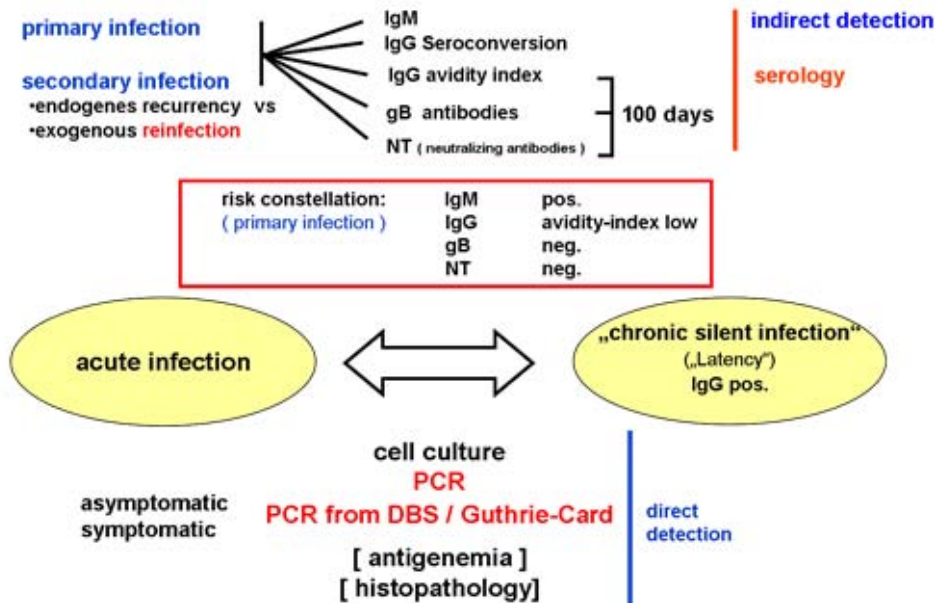 primary infection
secondary infection
•endogenes recurrency vs
•exogenous reinfection
IgM
IgG Seroconversion
IgG avidity index
gB antibodies
NT ( neutralizing antibodies )
100 days
indirect detection
serology
risk constellation: IgM pos.
( primary infection ) IgG avidity-index low
gB neg.
NT neg.
acute infection
„chronic silent infection“
(„Latency“)
IgG pos.
cell culture
PCR
PCR from DBS / Guthrie-Card
[ antigenemia ]
[ histopathology]
asymptomatic
symptomatic
direct
detection